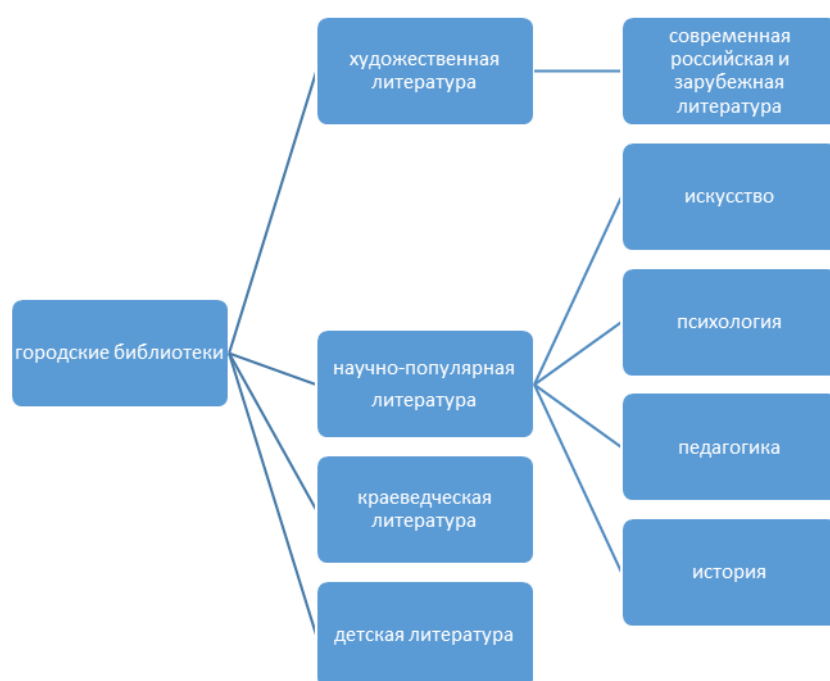 городские библиотеки
художественная
литература
современная
российская и
зарубежная
литература
научно-популярная
литература
искусство
психология
педагогика
история
краеведческая
литература
детская литература